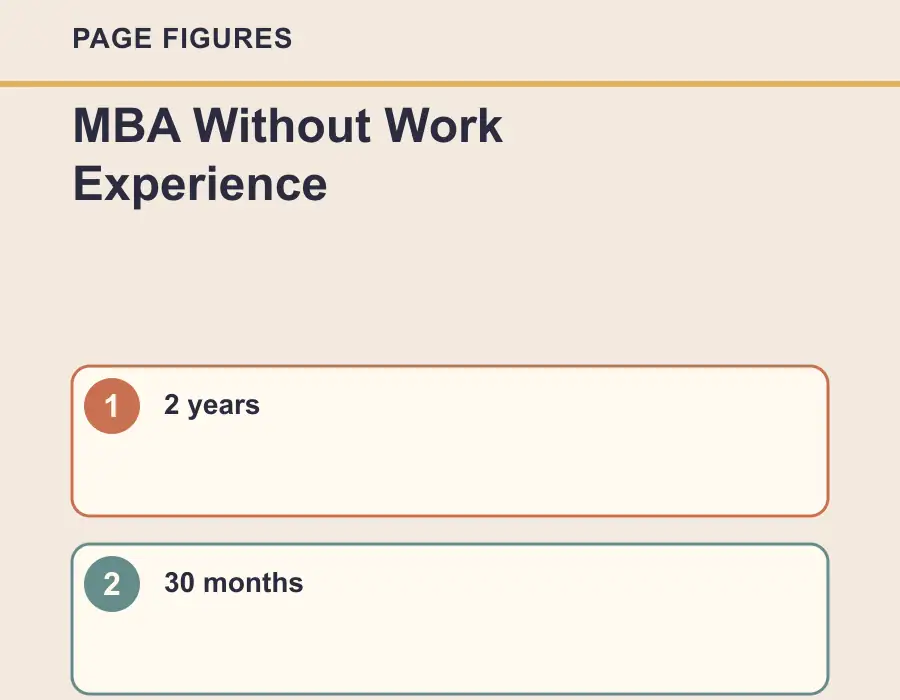 PAGE FIGURES
MBA Without Work
Experience
1
2 years
2
30 months